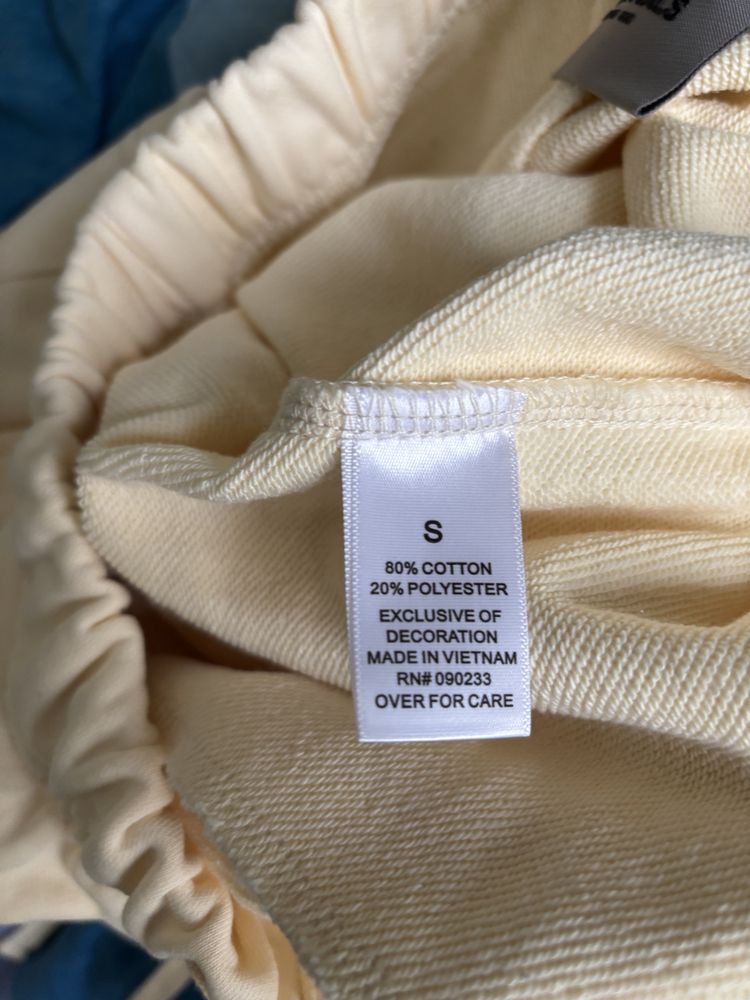 S
80% COTTON
20% POLYESTER
EXCLUSIVE OF
DECORATION
MADE IN VIETNAM
RN# 090233
OVER FOR CARE